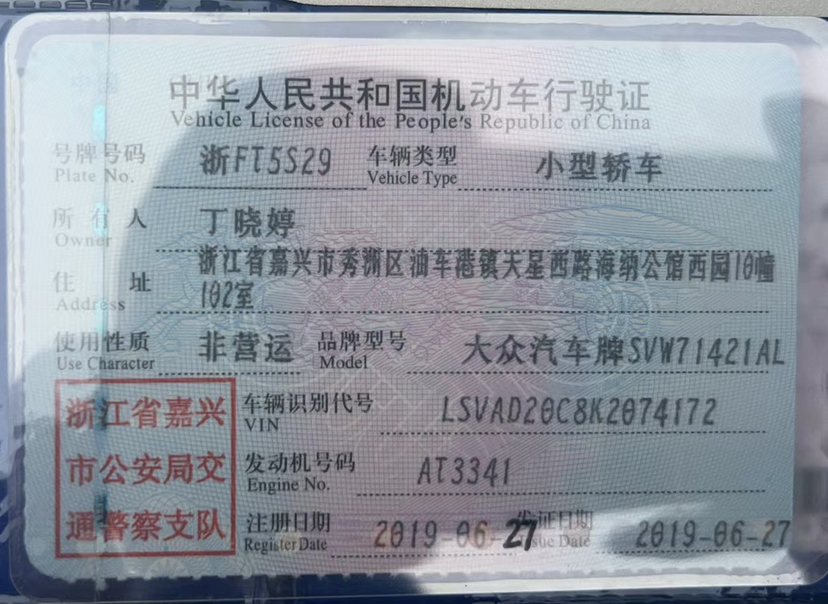 中华人民共和国机动车行驶证
Vehicle License of the People's Republic of China
号牌号码 浙FT5S29 车辆类型 小型轿车
Plate No. Vehicle Type
所有人 丁晓婷
Owner
住址 浙江省嘉兴市秀洲区油车港镇天星西路海纳公馆西园10幢
Address 102室
使用性质 非营运 品牌型号 大众汽车牌SVW71421AL
Use Character Model
浙江省嘉兴 车辆识别代号 LSVAD20C8K2074172
VIN
市公安局交 发动机号码 AT3341
Engine No.
通警察支队 注册日期 2019-06-27 发证日期 2019-06-27
Register Date Issue Date